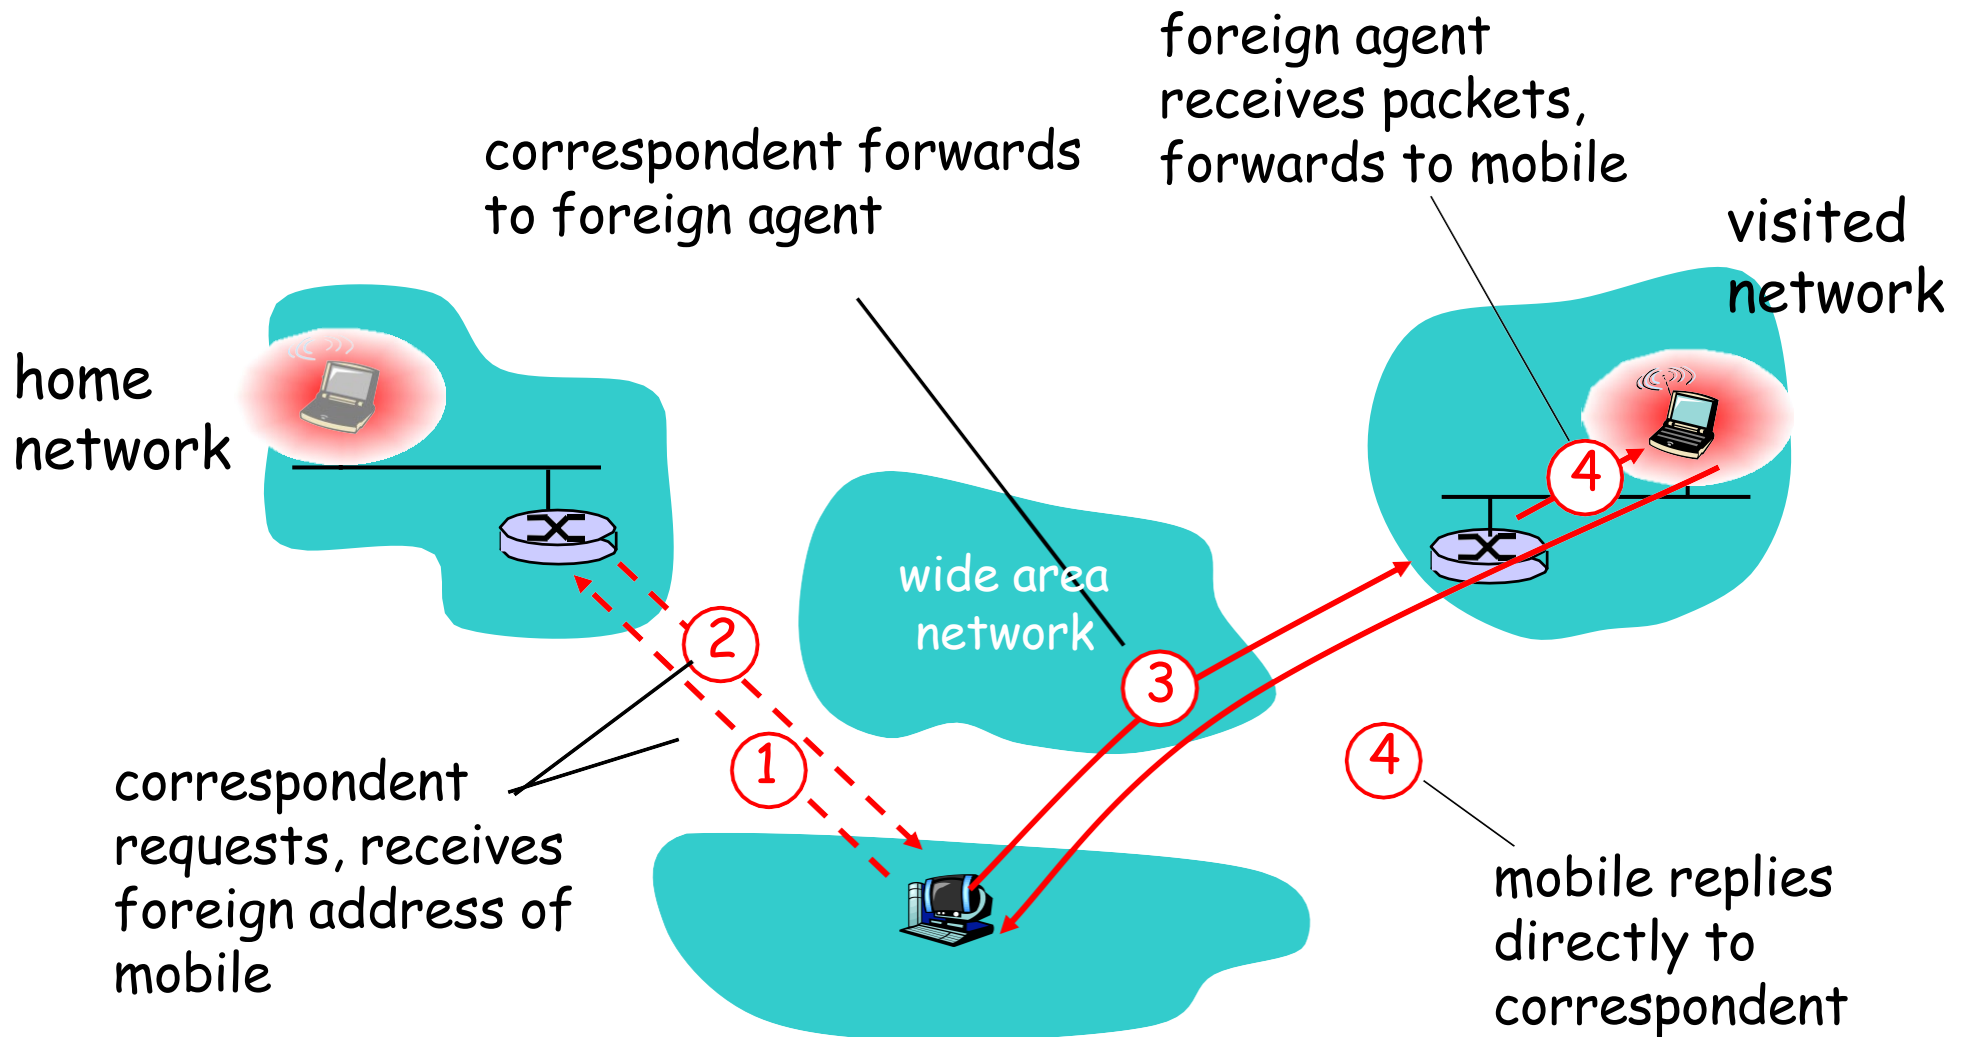 foreign agent
receives packets,
forwards to mobile
correspondent forwards
to foreign agent
visited
network
home
network
4
wide area
network
2
3
1
4
correspondent
requests, receives
foreign address of
mobile
mobile replies
directly to
correspondent